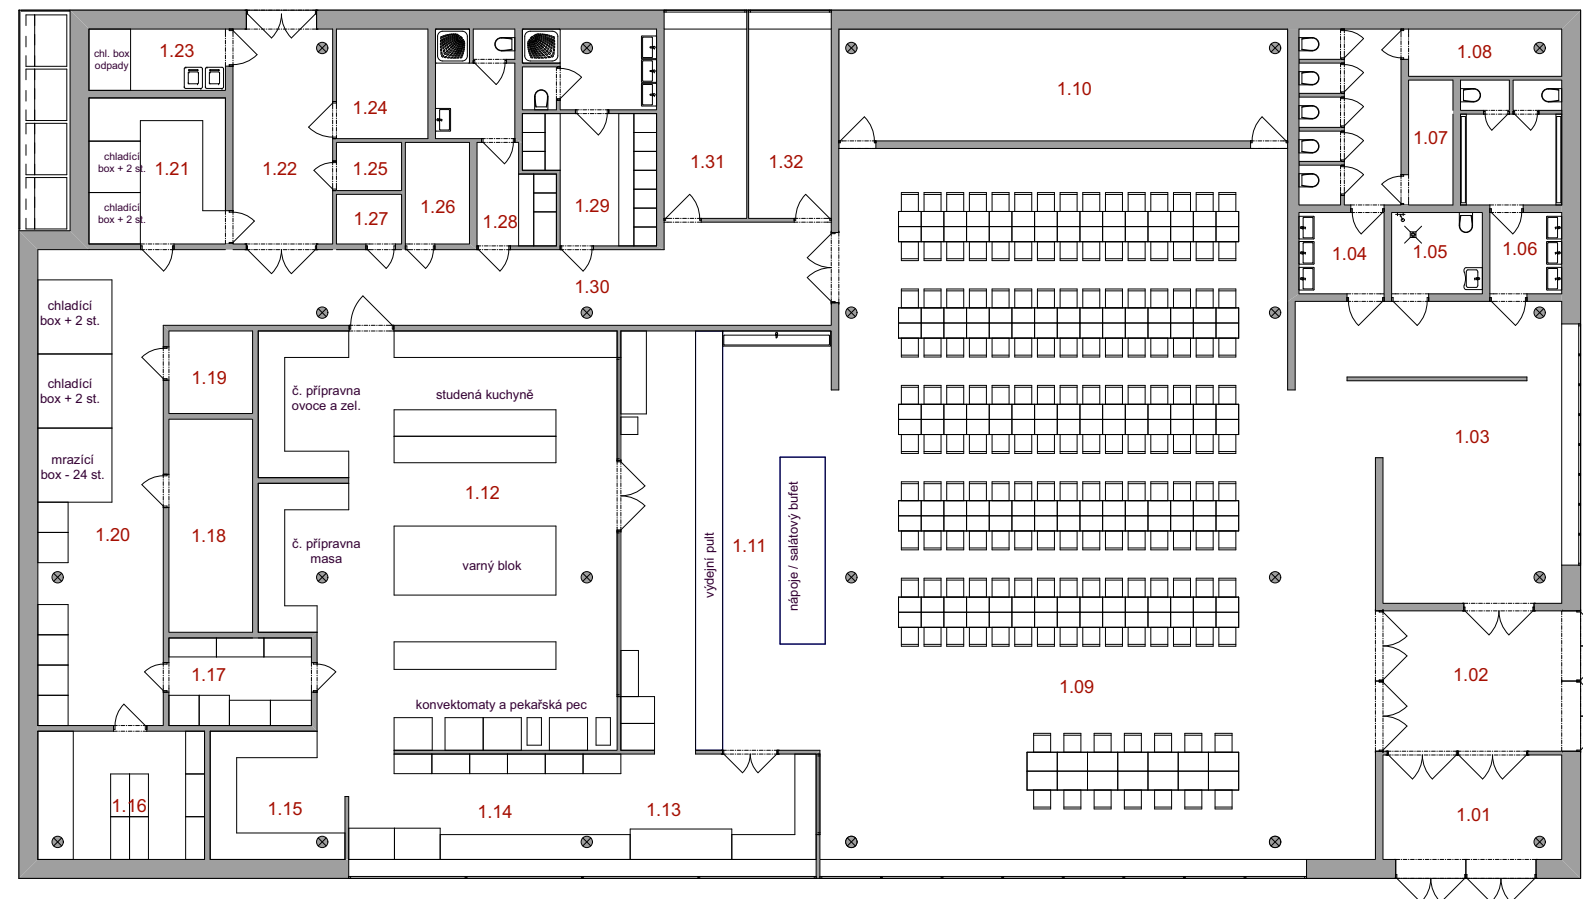 chl. box
odpady
1.23
1.24
1.10
1.08
1.07
chladící
box + 2 st.
1.21
1.22
1.25
1.31
1.32
chladící
box + 2 st.
1.27
1.26
1.28
1.29
1.04
1.05
1.06
1.30
chladící
box + 2 st.
1.19
č. přípravna
ovoce a zel.
studená kuchyně
chladící
box + 2 st.
1.03
mrazící
box - 24 st.
1.12
1.20
1.18
č. přípravna
masa
varný blok
výdejní pult
1.11
nápoje / salátový bufet
1.17
1.09
1.02
konvektomaty a pekařská pec
1.16
1.15
1.14
1.13
1.01